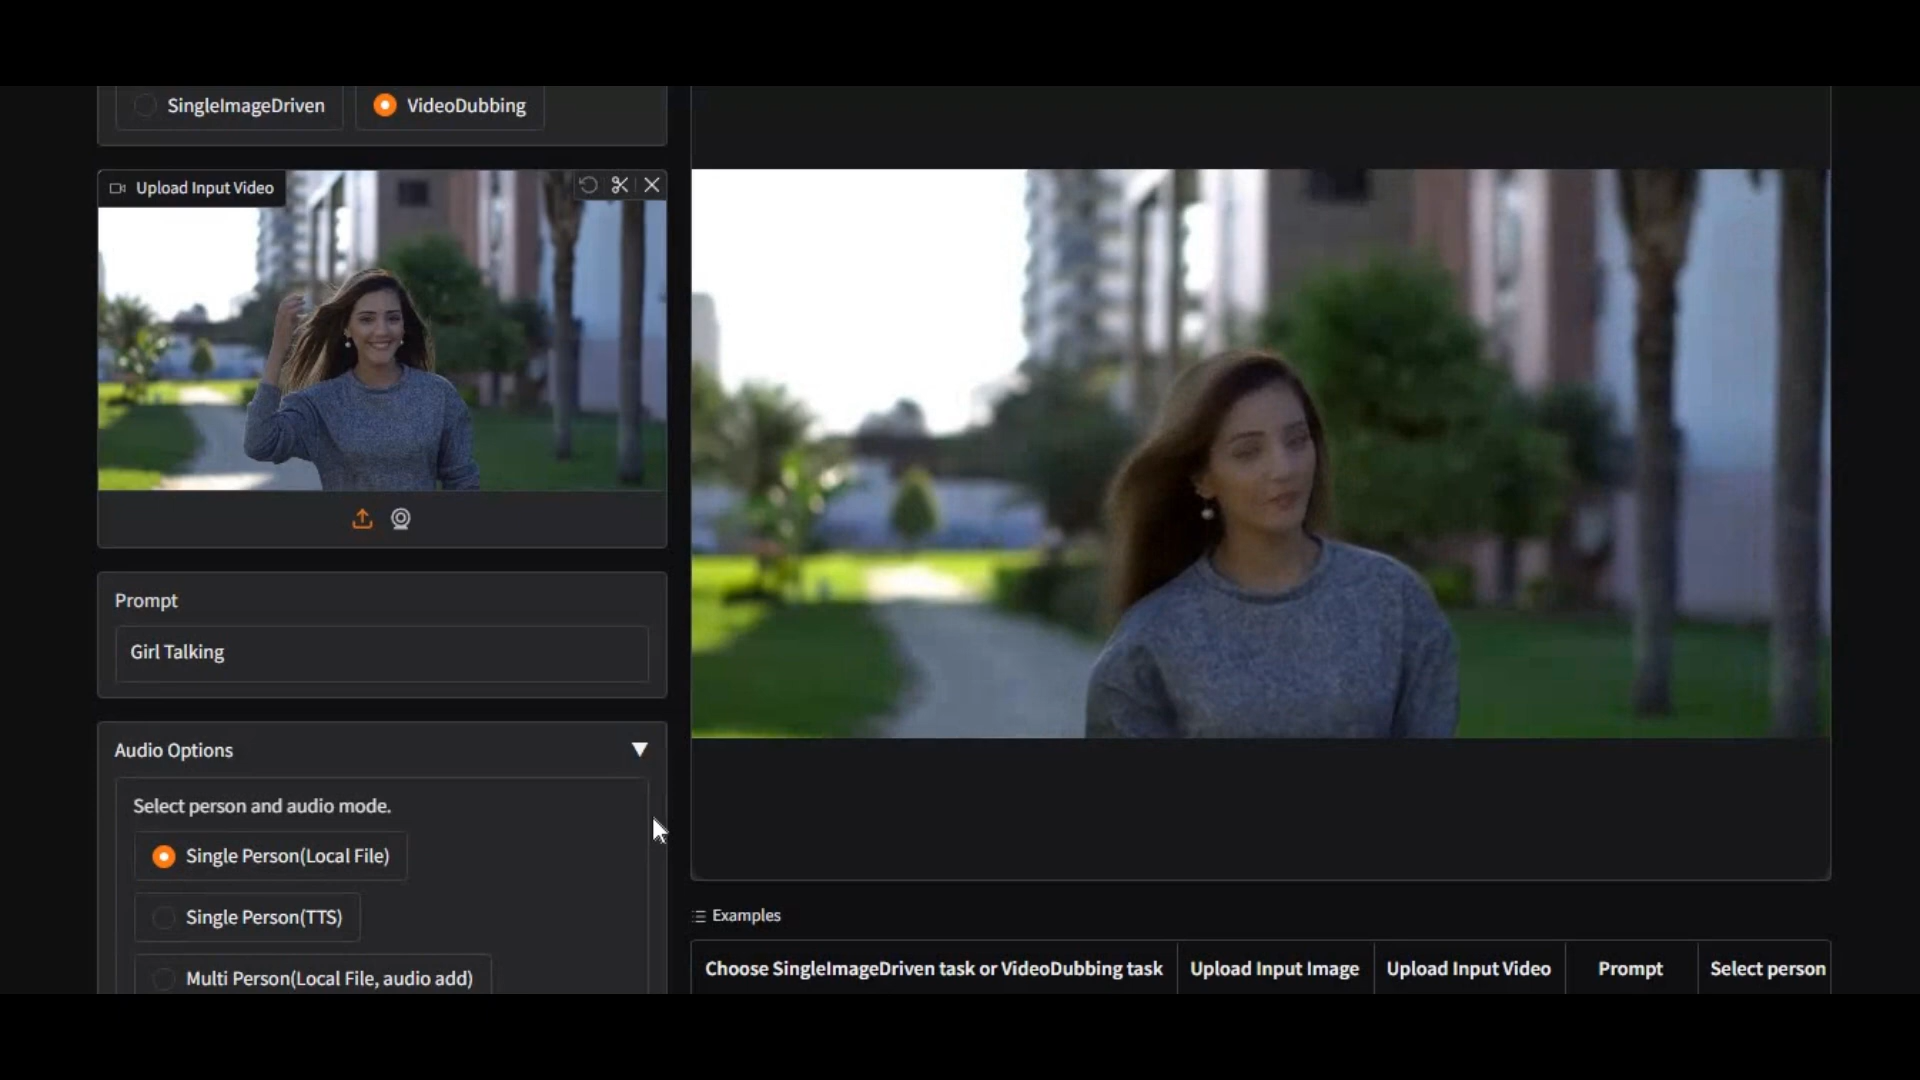 SingleImageDriven
VideoDubbing
Upload Input Video
Prompt
Girl Talking
Audio Options
Select person and audio mode.
Single Person(Local File)
Single Person(TTS)
Multi Person(Local File, audio add)
Examples
Choose SingleImageDriven task or VideoDubbing task
Upload Input Image
Upload Input Video
Prompt
Select person